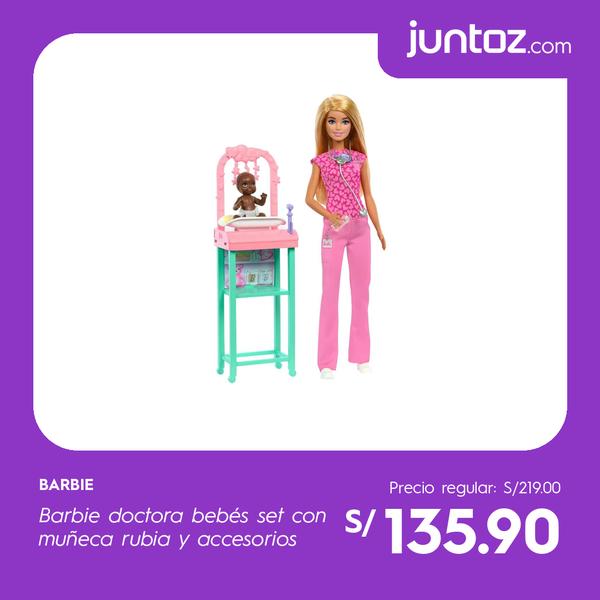 juntoz.com
BARBIE
Barbie doctora bebés set con
muñeca rubia y accesorios
Precio regular: S/219.00
S/135.90